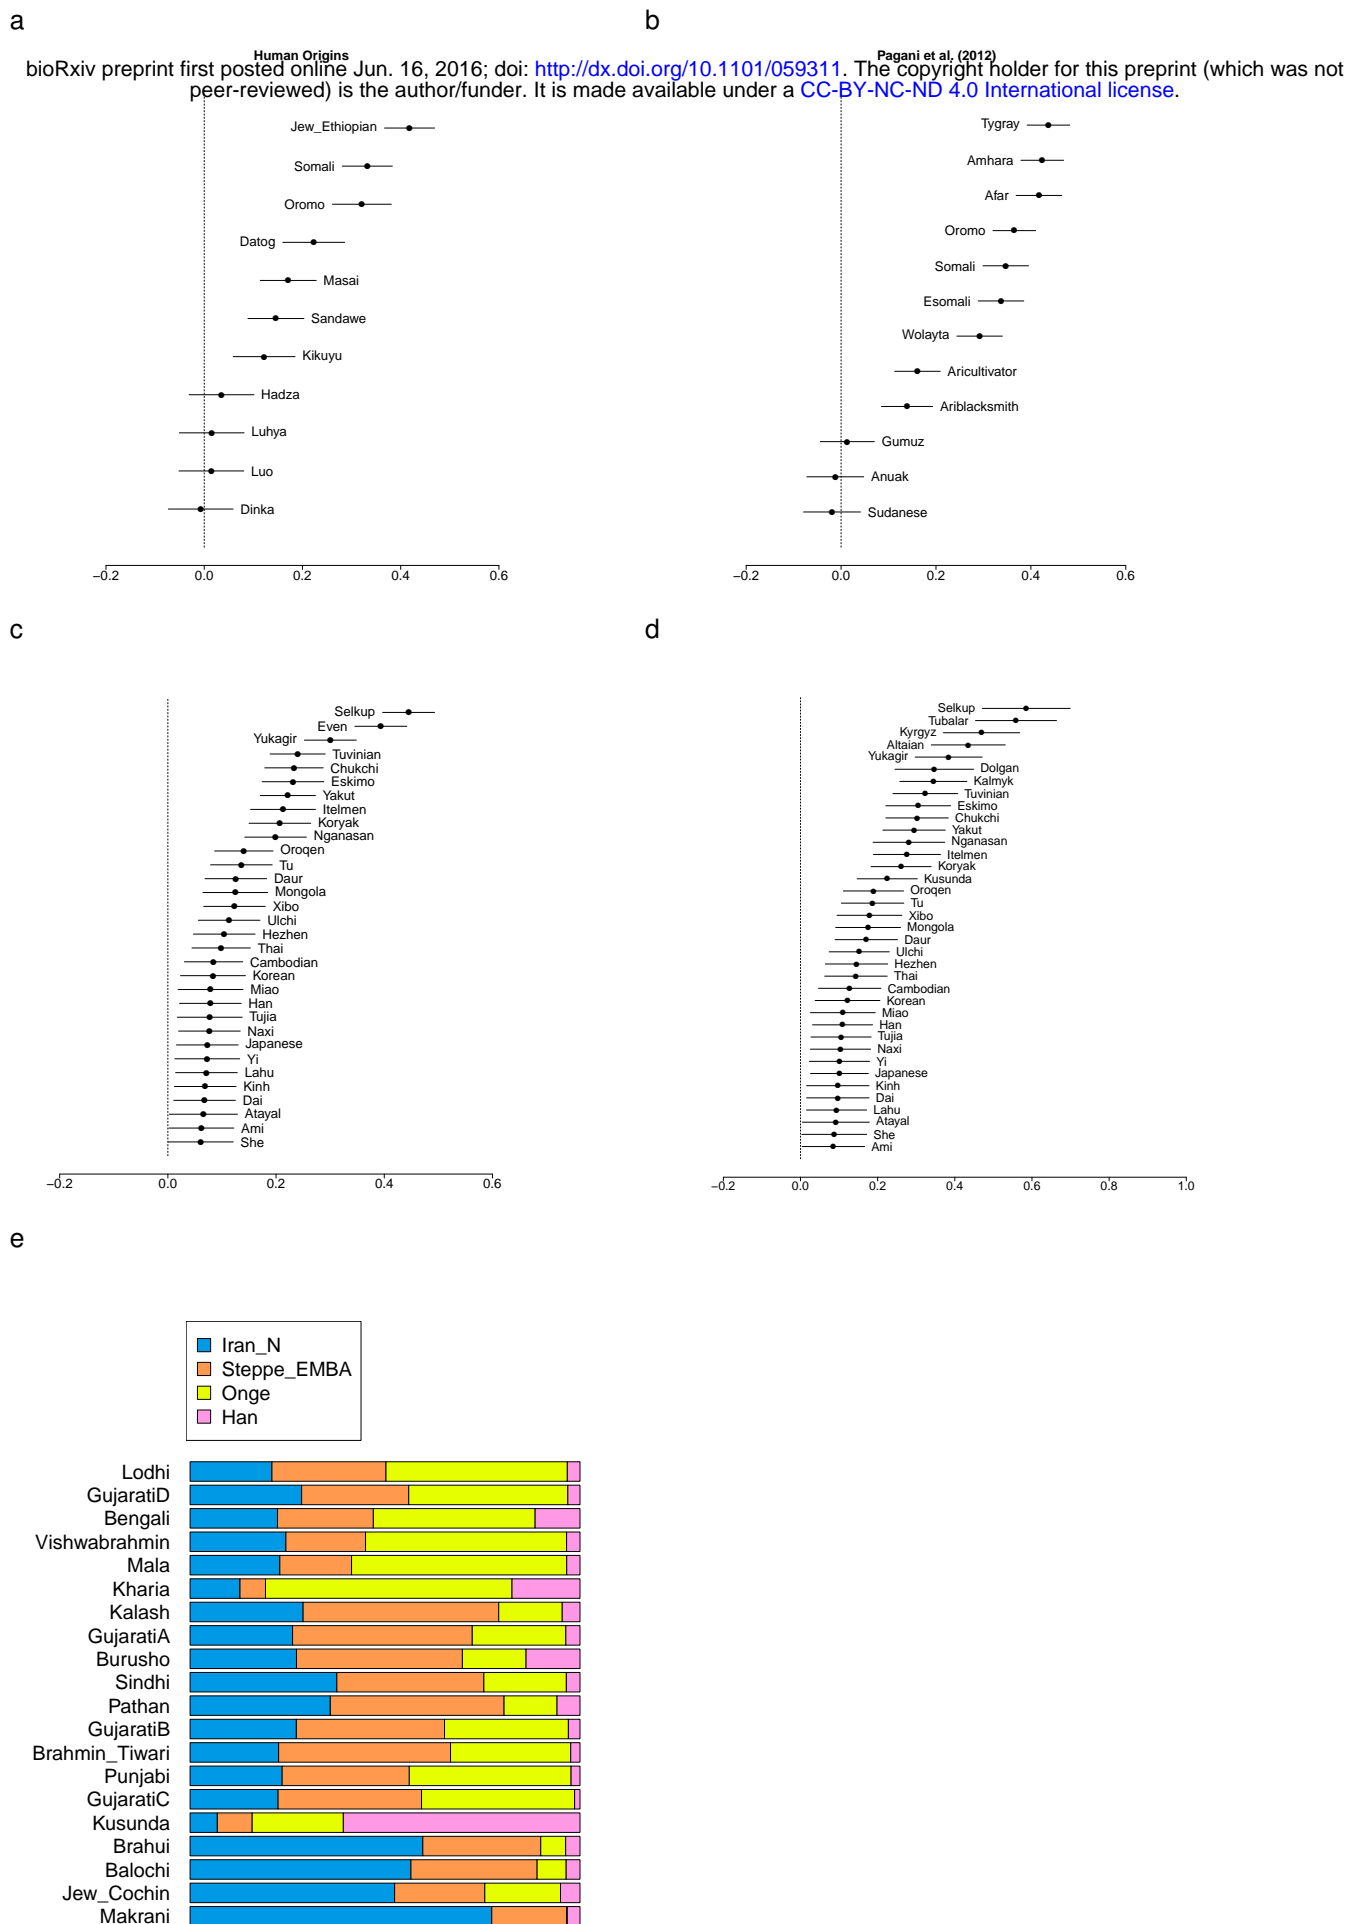 a
b
Human Origins
Pagani et al. (2012)
bioRxiv preprint first posted online Jun. 16, 2016; doi: http://dx.doi.org/10.1101/059311. The copyright holder for this preprint (which was not
peer-reviewed) is the author/funder. It is made available under a CC-BY-NC-ND 4.0 International license.
Jew_Ethiopian
Somali
Oromo
Datog
Masai
Sandawe
Kikuyu
Hadza
Luhya
Luo
Dinka
−0.2 0.0 0.2 0.4 0.6
Tygray
Amhara
Afar
Oromo
Somali
Esomali
Wolayta
Aricultivator
Ariblacksmith
Gumuz
Anuak
Sudanese
−0.2 0.0 0.2 0.4 0.6
c
d
Selkup
Even
Yukagir
Tuvinian
Chukchi
Eskimo
Yakut
Itelmen
Koryak
Nganasan
Oroqen
Tu
Daur
Mongola
Xibo
Ulchi
Hezhen
Thai
Cambodian
Korean
Miao
Han
Tujia
Naxi
Japanese
Yi
Lahu
Kinh
Dai
Atayal
Ami
She
−0.2 0.0 0.2 0.4 0.6
Selkup
Tubalar
Kyrgyz
Altaian
Yukagir
Dolgan
Kalmyk
Tuvinian
Eskimo
Chukchi
Yakut
Nganasan
Itelmen
Koryak
Kusunda
Oroqen
Tu
Xibo
Mongola
Daur
Ulchi
Hezhen
Thai
Cambodian
Korean
Miao
Han
Tujia
Naxi
Yi
Japanese
Kinh
Dai
Lahu
Atayal
She
Ami
−0.2 0.0 0.2 0.4 0.6 0.8 1.0
e
Iran_N
Steppe_EMBA
Onge
Han
Lodhi
GujaratiD
Bengali
Vishwabrahmin
Mala
Kharia
Kalash
GujaratiA
Burusho
Sindhi
Pathan
GujaratiB
Brahmin_Tiwari
Punjabi
GujaratiC
Kusunda
Brahui
Balochi
Jew_Cochin
Makrani